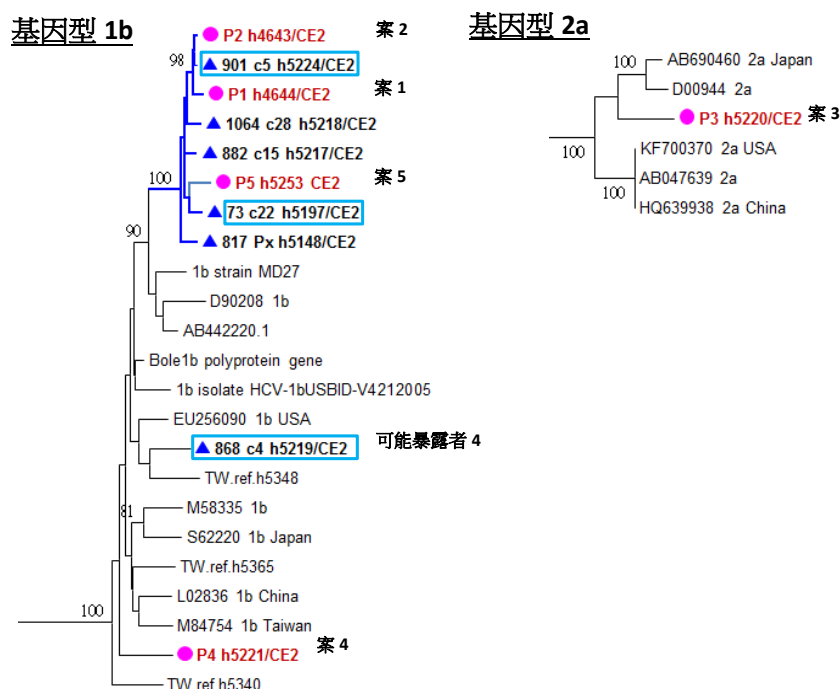 基因型 1b
P2 h4643/CE2 案 2
98
901 c5 h5224/CE2
P1 h4644/CE2 案 1
1064 c28 h5218/CE2
882 c15 h5217/CE2
100
P5 h5253 CE2 案 5
73 c22 h5197/CE2
90
817 Px h5148/CE2
1b strain MD27
D90208 1b
AB442220.1
Bole1b polyprotein gene
1b isolate HCV-1bUSBID-V4212005
EU256090 1b USA
868 c4 h5219/CE2 可能暴露者 4
TW.ref.h5348
81
M58335 1b
S62220 1b Japan
TW.ref.h5365
L02836 1b China
100
M84754 1b Taiwan
P4 h5221/CE2 案 4
TW.ref.h5340
基因型 2a
100
AB690460 2a Japan
D00944 2a
P3 h5220/CE2 案 3
100
KF700370 2a USA
AB047639 2a
100
HQ639938 2a China